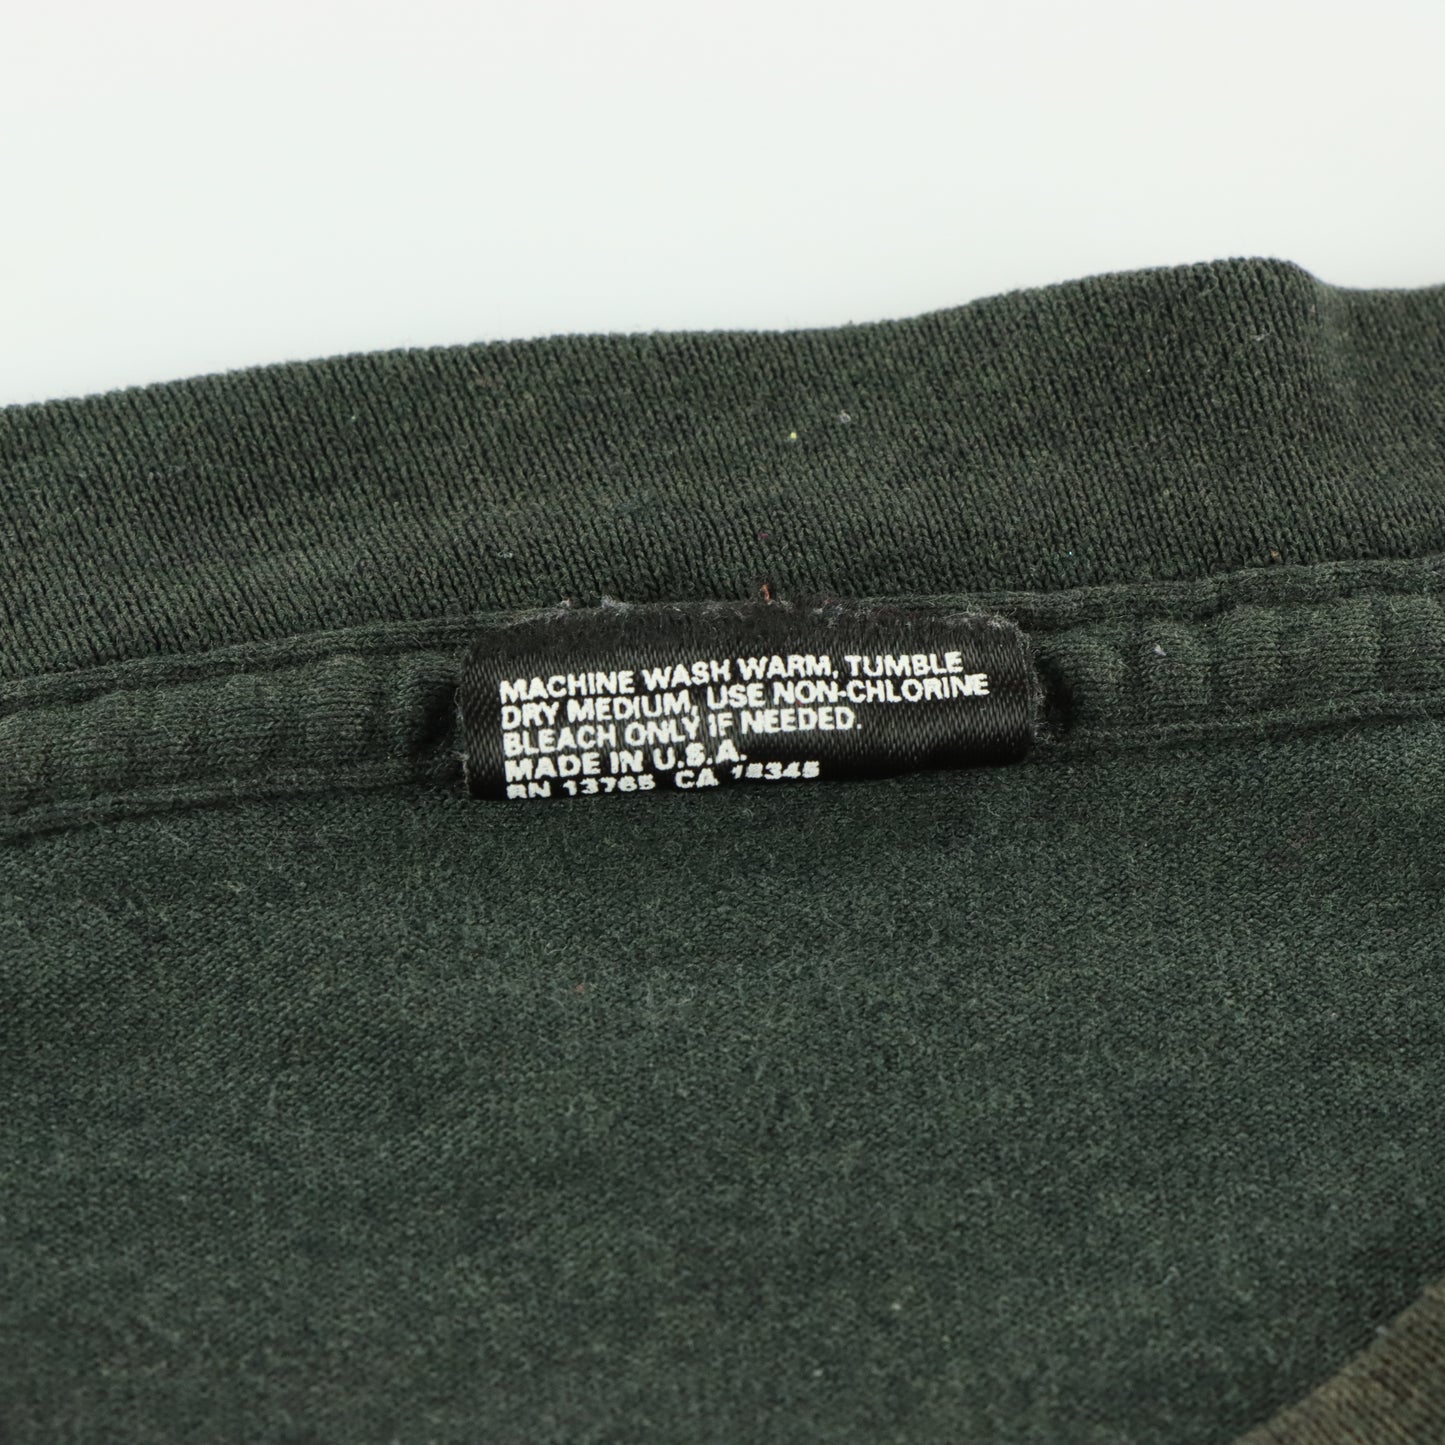 MACHINE WASH WARM, TUMBLE
DRY MEDIUM, USE NON-CHLORINE
BLEACH ONLY IF NEEDED.
MADE IN U.S.A.
RN 13765 CA